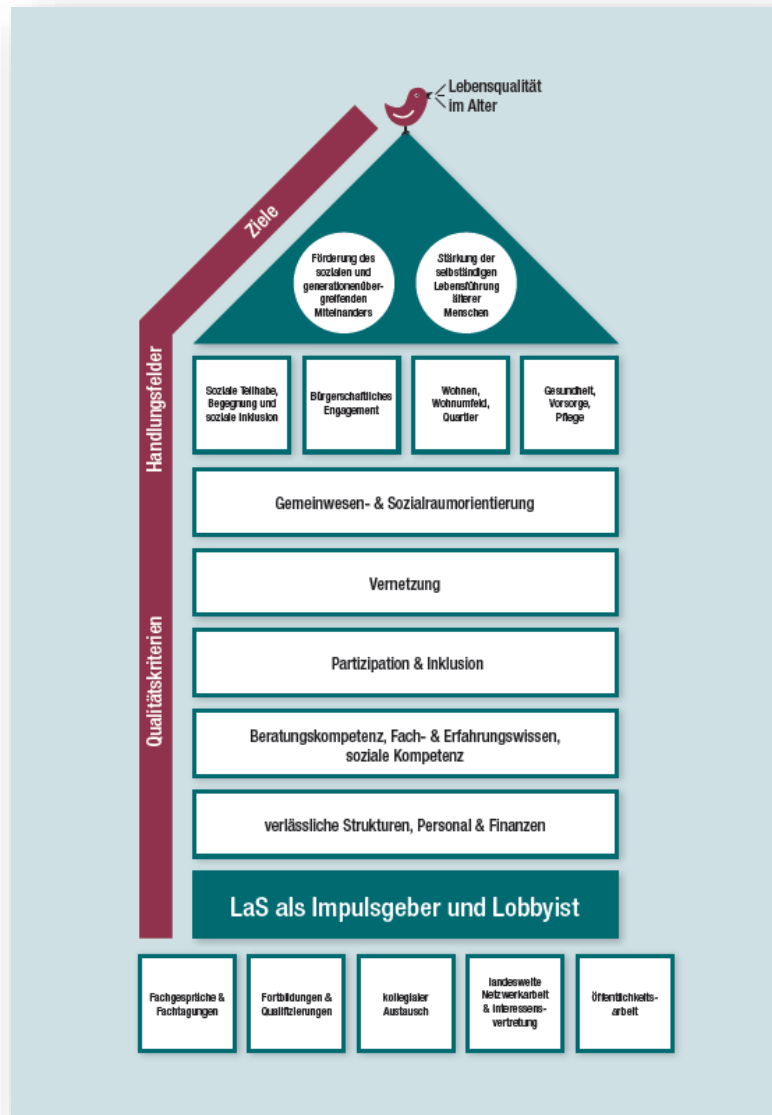 Lebensqualität
im Alter
Ziele
Förderung des
sozialen und
generationenüber-
greifenden
Miteinanders
Stärkung der
selbständigen
Lebensführung
älterer
Menschen
Handlungsfelder
Soziale Teilhabe,
Begegnung und
soziale Inklusion
Bürgerschaftliches
Engagement
Wohnen,
Wohnumfeld,
Quartier
Gesundheit,
Vorsorge,
Pflege
Qualitätskriterien
Gemeinwesen- & Sozialraumorientierung
Vernetzung
Partizipation & Inklusion
Beratungskompetenz, Fach- & Erfahrungswissen,
soziale Kompetenz
verlässliche Strukturen, Personal & Finanzen
LaS als Impulsgeber und Lobbyist
Fachgespräche &
Fachtagungen
Fortbildungen &
Qualifizierungen
kollegialer
Austausch
landesweite
Netzwerkarbeit
& Interessens-
vertretung
Öffentlichkeits-
arbeit